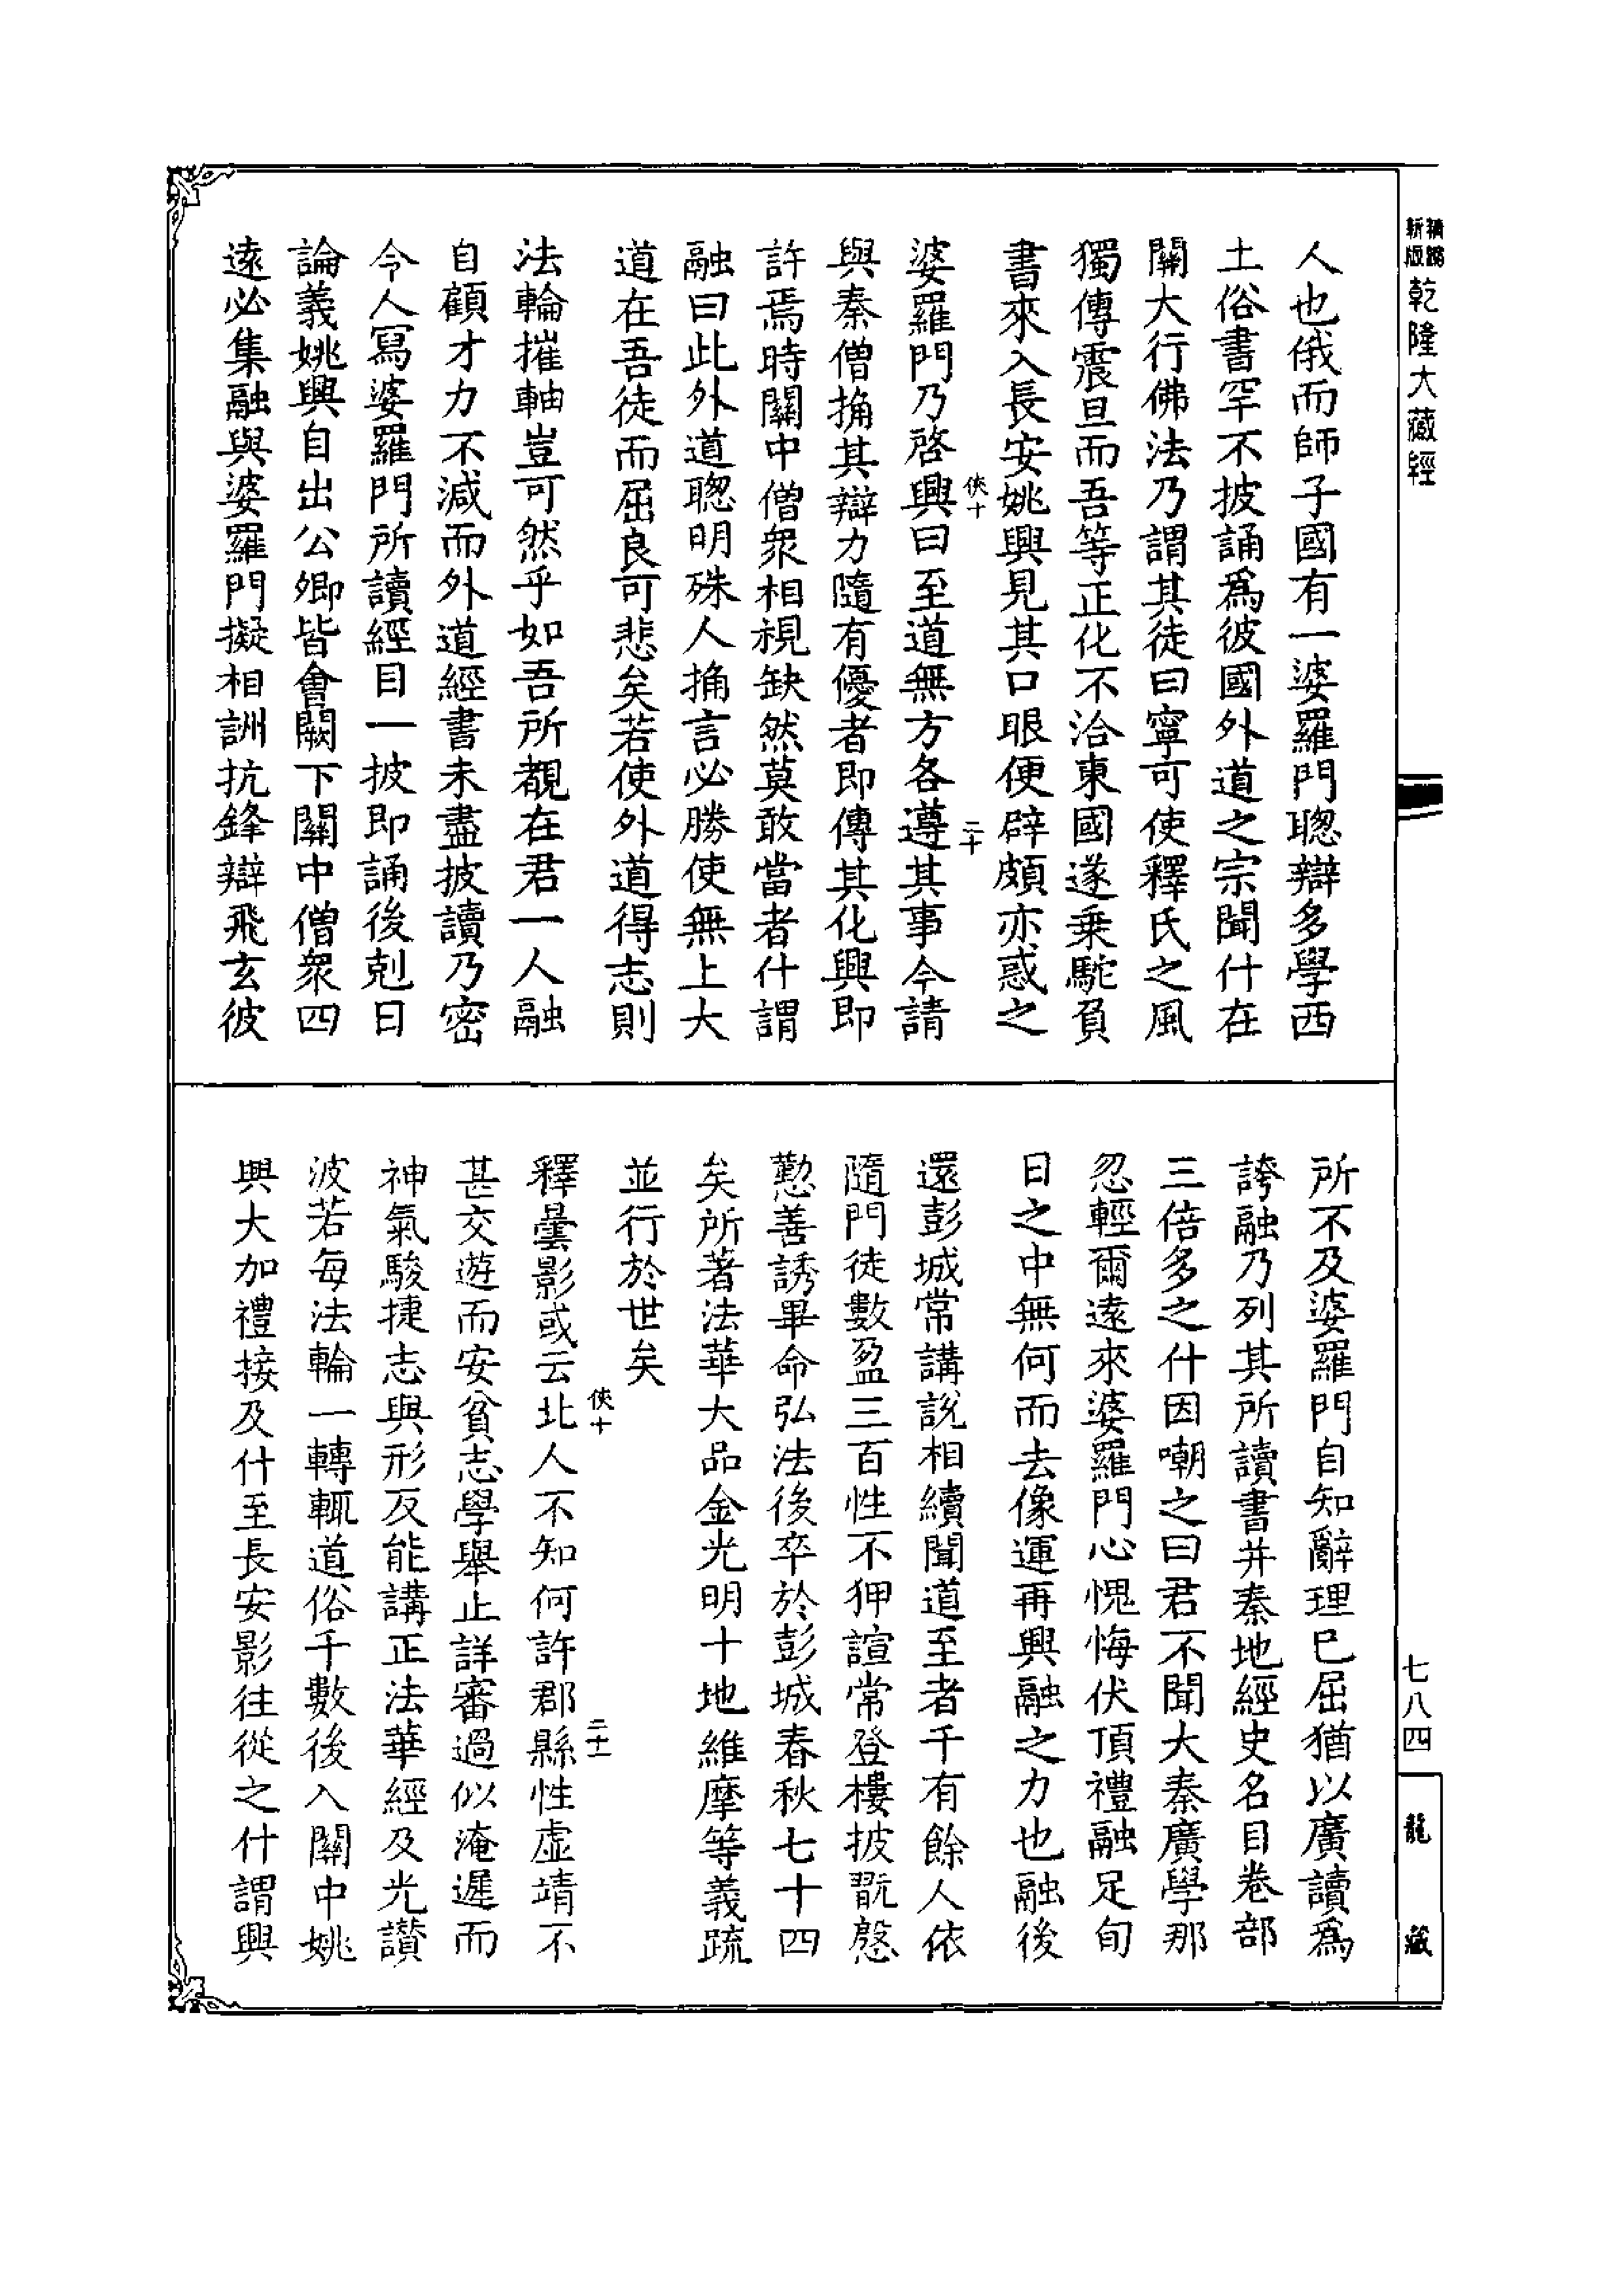 乾隆大藏經
人也俄而師子國有一婆羅門聰辯多學西
土俗書罕不披誦爲彼國外道之宗聞什在
關大行佛法乃謂其徒曰寧可使釋氏之風
獨傳震旦而吾等正化不洽東國遂乗駝負
書來入長安姚興見其口眼便辟頗亦惑之
俠十 二十
婆羅門乃啓興曰至道無方各遵其事今請
與秦僧捔其辯力隨有優者即傳其化興即
許焉時關中僧衆相視缺然莫敢當者什謂
融曰此外道聰明殊人捔言必勝使無上大
道在吾徒而屈良可悲矣若使外道得志則
法輪摧軸豈可然乎如吾所覩在君一人融
自顧才力不減而外道經書未盡披讀乃密
令人寫婆羅門所讀經目一披即誦後剋日
論義姚興自出公卿皆會闕下關中僧衆四
遠必集融與婆羅門擬相詶抗鋒辯飛玄彼
所不及婆羅門自知辭理巳屈猶以廣讀爲
誇融乃列其所讀書并秦地經史名目卷部
三倍多之什因嘲之曰君不聞大秦廣學那
忽輕爾遠來婆羅門心愧悔伏頂禮融足旬
日之中無何而去像運再興融之力也融後
還彭城常講説相續聞道至者千有餘人依
隨門徒數盈三百性不狎諠常登樓披翫慇
懃善誘畢命弘法後卒於彭城春秋七十四
矣所著法華大品金光明十地維摩等義疏
並行於世矣
俠十 二十一
釋曇影或云北人不知何許郡縣性虛靖不
甚交遊而安貧志學舉止詳審過似淹遲而
神氣駿捷志與形反能講正法華經及光讃
波若每法輪一轉輒道俗千數後入關中姚
興大加禮接及什至長安影往從之什謂興
七八四
龍藏